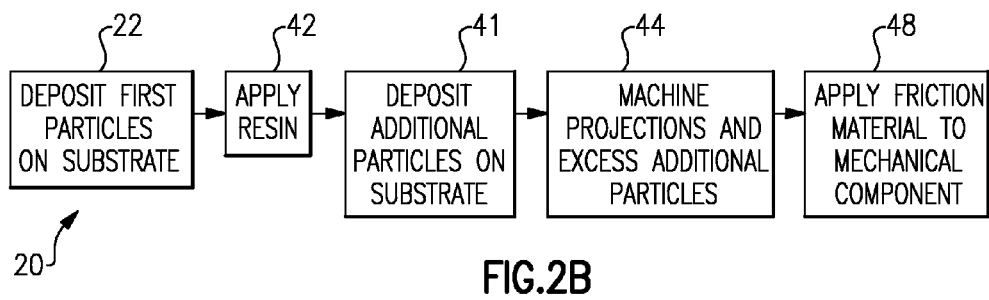 22
42
41
44
48
DEPOSIT FIRST
PARTICLES
ON SUBSTRATE
APPLY
RESIN
DEPOSIT
ADDITIONAL
PARTICLES ON
SUBSTRATE
MACHINE
PROJECTIONS AND
EXCESS ADDITIONAL
PARTICLES
APPLY FRICTION
MATERIAL TO
MECHANICAL
COMPONENT
20
FIG.2B